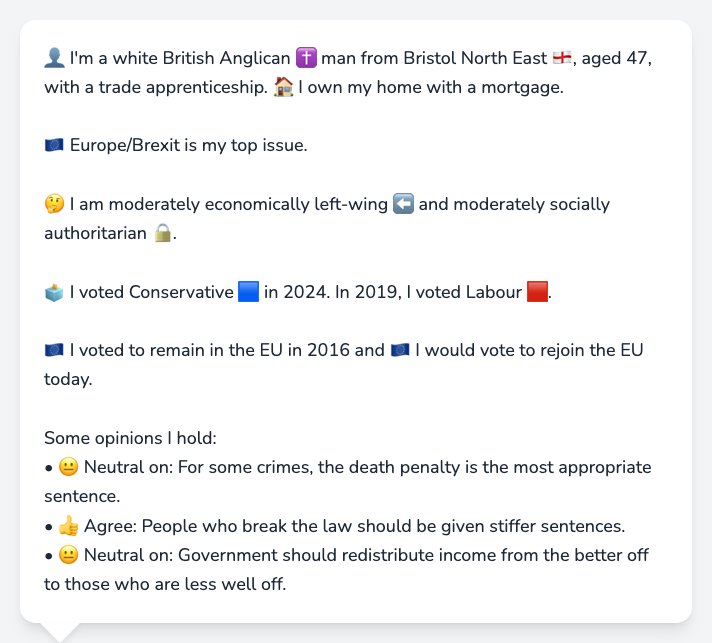 👤 I'm a white British Anglican ✝️ man from Bristol North East 🏴󠁧󠁢󠁥󠁮󠁧󠁿, aged 47,
with a trade apprenticeship. 🏠 I own my home with a mortgage.
🇪🇺 Europe/Brexit is my top issue.
🤔 I am moderately economically left-wing ⬅️ and moderately socially
authoritarian 🔒.
🗳️ I voted Conservative 🟦 in 2024. In 2019, I voted Labour 🟥.
🇪🇺 I voted to remain in the EU in 2016 and 🇪🇺 I would vote to rejoin the EU
today.
Some opinions I hold:
• 😐 Neutral on: For some crimes, the death penalty is the most appropriate
sentence.
• 👍 Agree: People who break the law should be given stiffer sentences.
• 😐 Neutral on: Government should redistribute income from the better off
to those who are less well off.